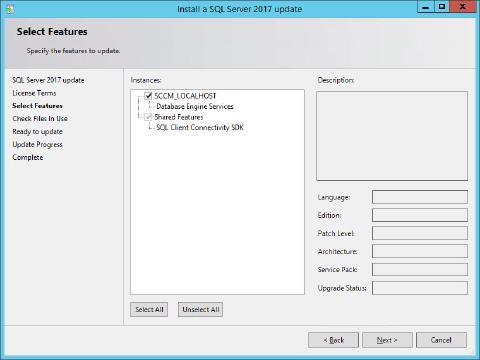 Install a SQL Server 2017 update
Select Features
Specify the features to update.
SQL Server 2017 update
License Terms
Select Features
Check Files In Use
Ready to update
Update Progress
Complete
Instances:
SCCM_LOCALHOST
Database Engine Services
Shared Features
SQL Client Connectivity SDK
Select All
Unselect All
Description:
Language:
Edition:
Patch Level:
Architecture:
Service Pack:
Upgrade Status:
< Back
Next >
Cancel